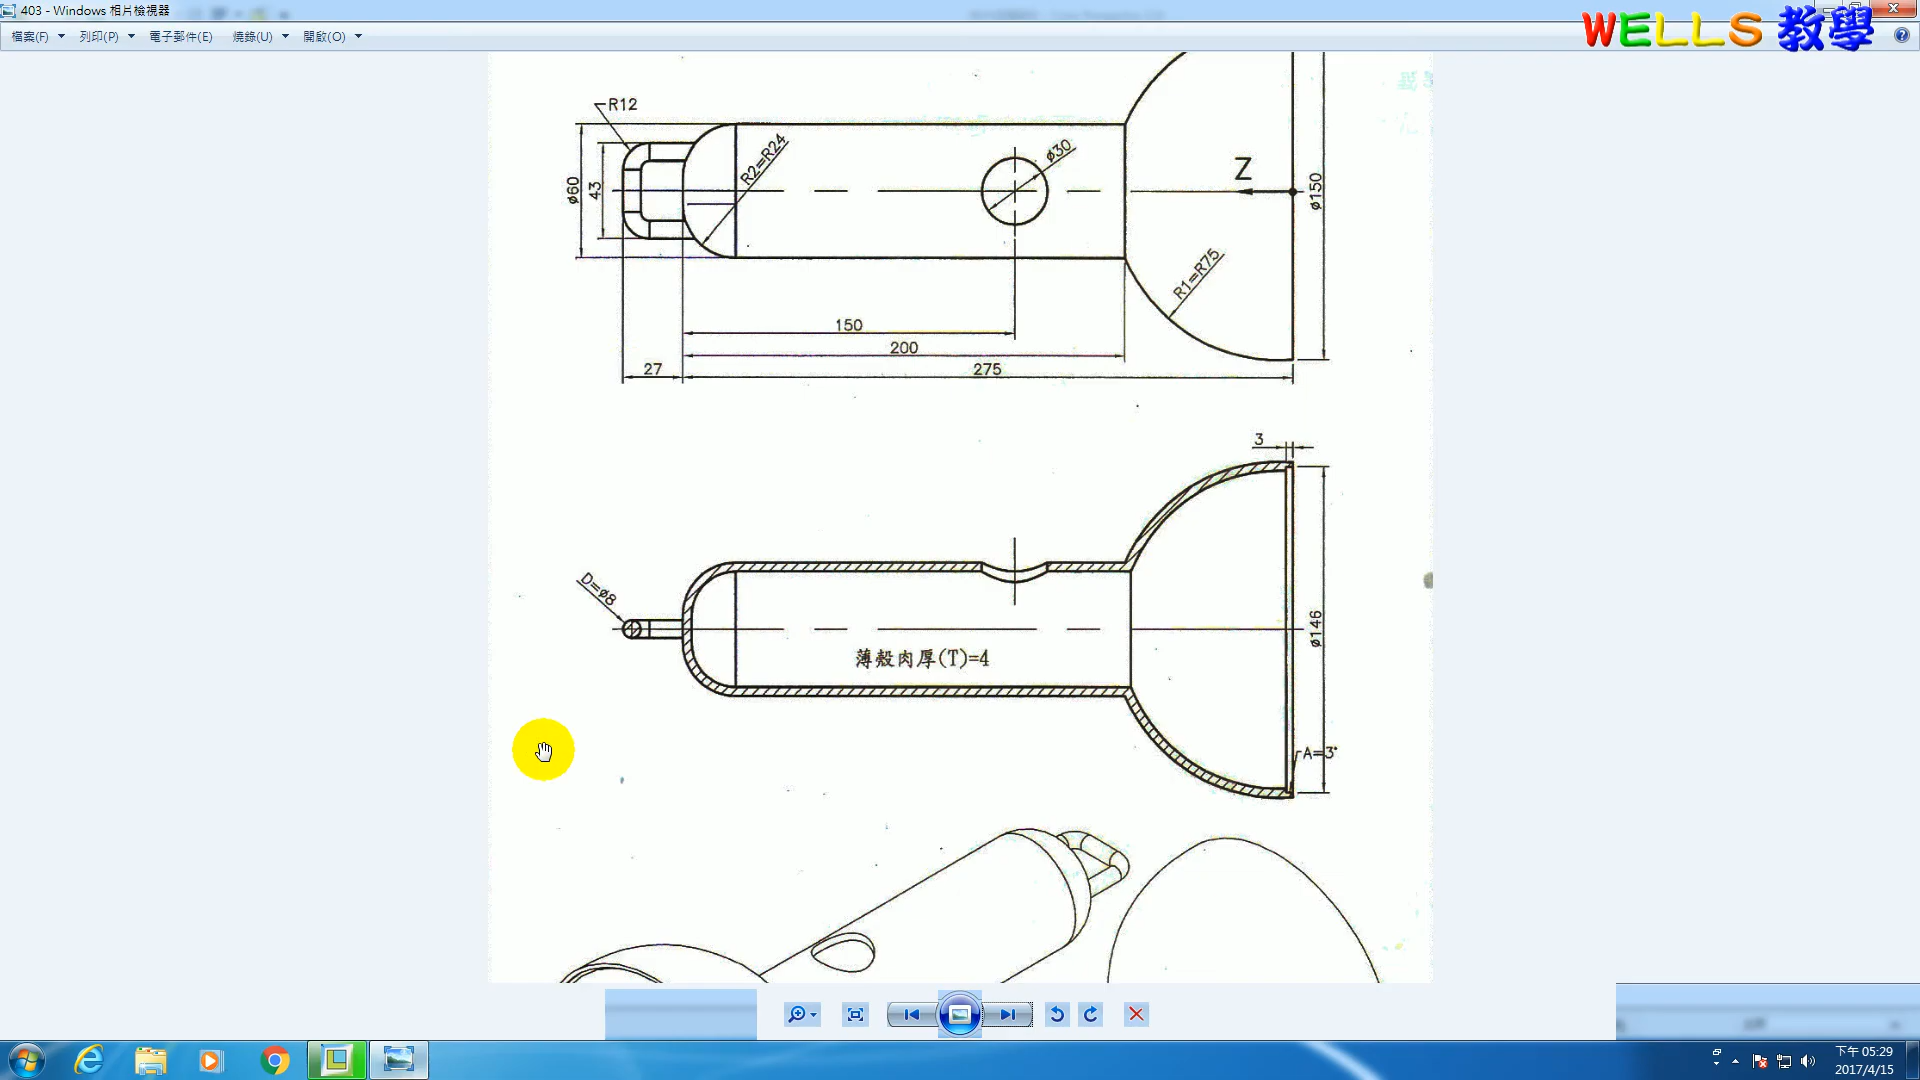 403 - Windows 相片檢視器
檔案(F) 列印(P) 電子郵件(E) 燒錄(U) 開啟(O)
WELLS 教學
R12
R2=R24
ø30
Z
ø60
43
ø150
R1=R75
150
200
27
275
3
D=ø8
ø146
薄殼肉厚(T)=4
A=3°
下午 05:29
2017/4/15